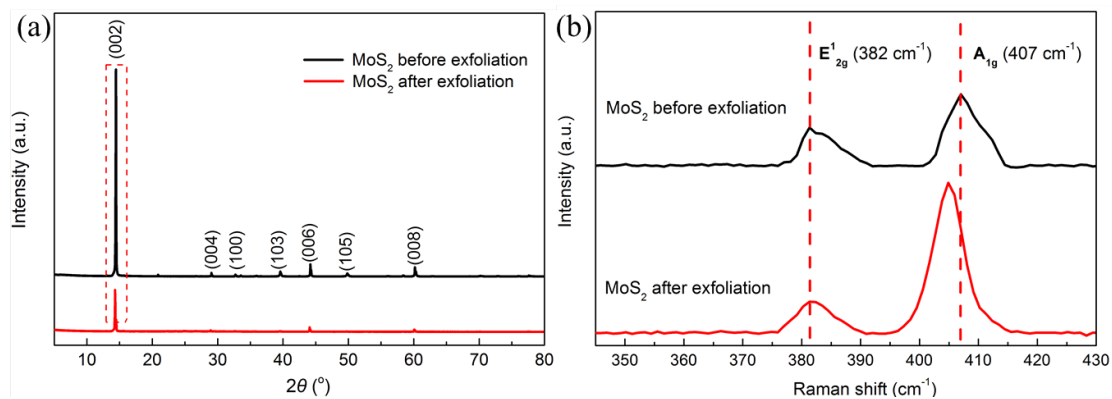 (a)
(002)
MoS₂ before exfoliation
MoS₂ after exfoliation
(004)
(100)
(103)
(006)
(105)
(008)
Intensity (a.u.)
10 20 30 40 50 60 70 80
2θ (°)
(b)
E¹₂g (382 cm⁻¹)
A₁g (407 cm⁻¹)
MoS₂ before exfoliation
MoS₂ after exfoliation
Intensity (a.u.)
350 360 370 380 390 400 410 420 430
Raman shift (cm⁻¹)